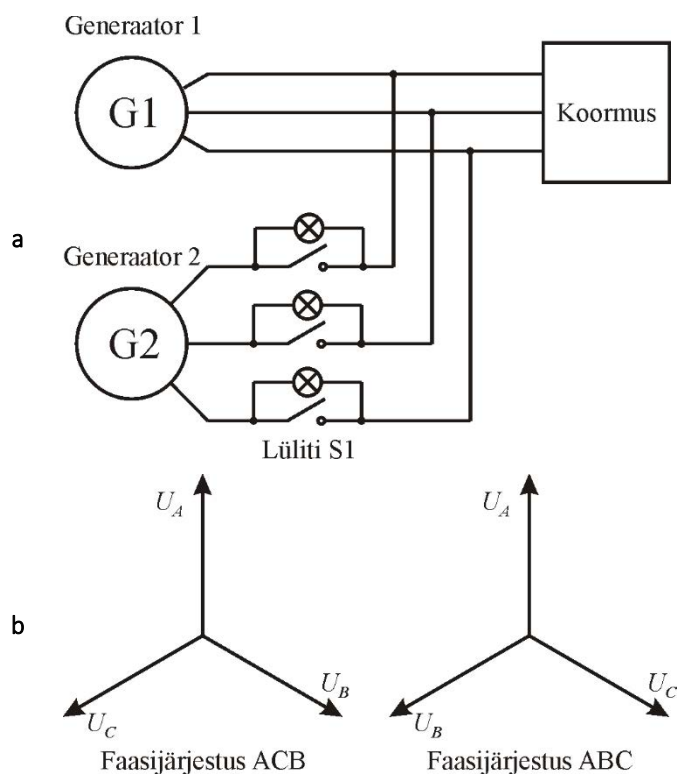 Generaator 1
G1
Koormus
a
Generaator 2
G2
Lüliti S1
b
U_A
U_B
U_C
Faasijärjestus ACB
U_A
U_C
U_B
Faasijärjestus ABC